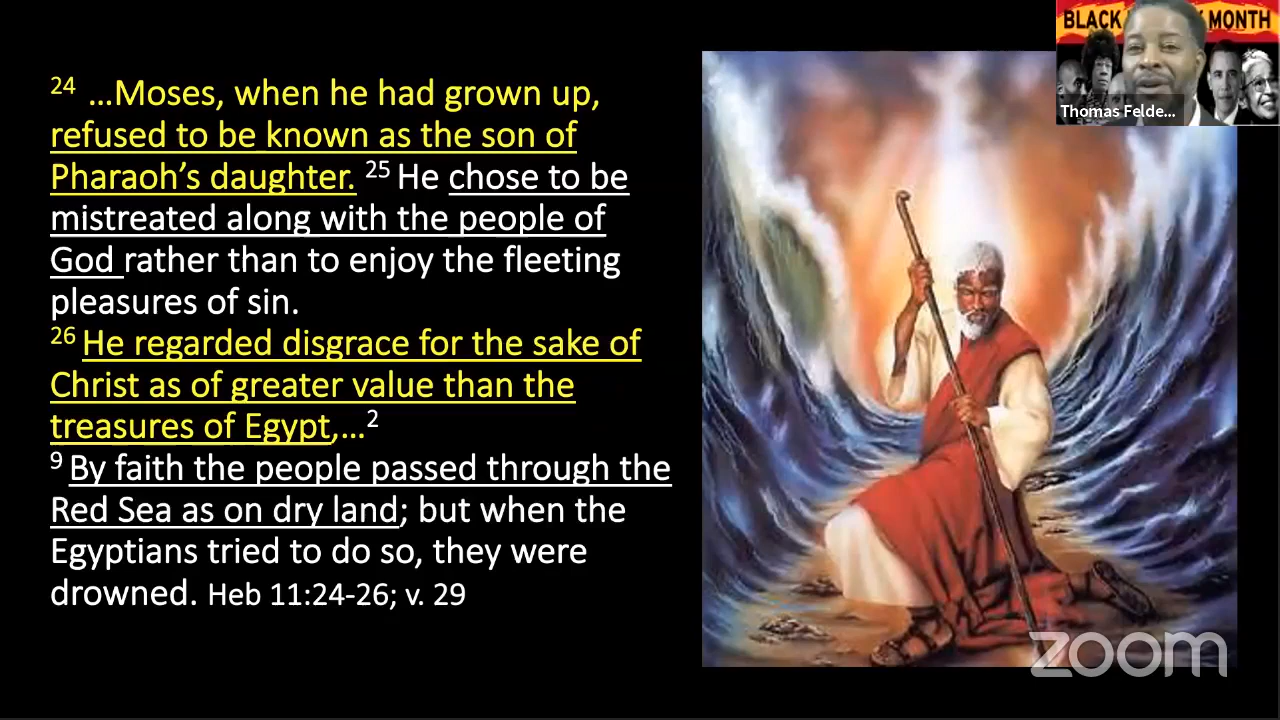 24 ...Moses, when he had grown up,
refused to be known as the son of
Pharaoh’s daughter. 25 He chose to be
mistreated along with the people of
God rather than to enjoy the fleeting
pleasures of sin.
26 He regarded disgrace for the sake of
Christ as of greater value than the
treasures of Egypt,...2
9 By faith the people passed through the
Red Sea as on dry land; but when the
Egyptians tried to do so, they were
drowned. Heb 11:24-26; v. 29
BLACK MONTH
Thomas Felde...
zoom